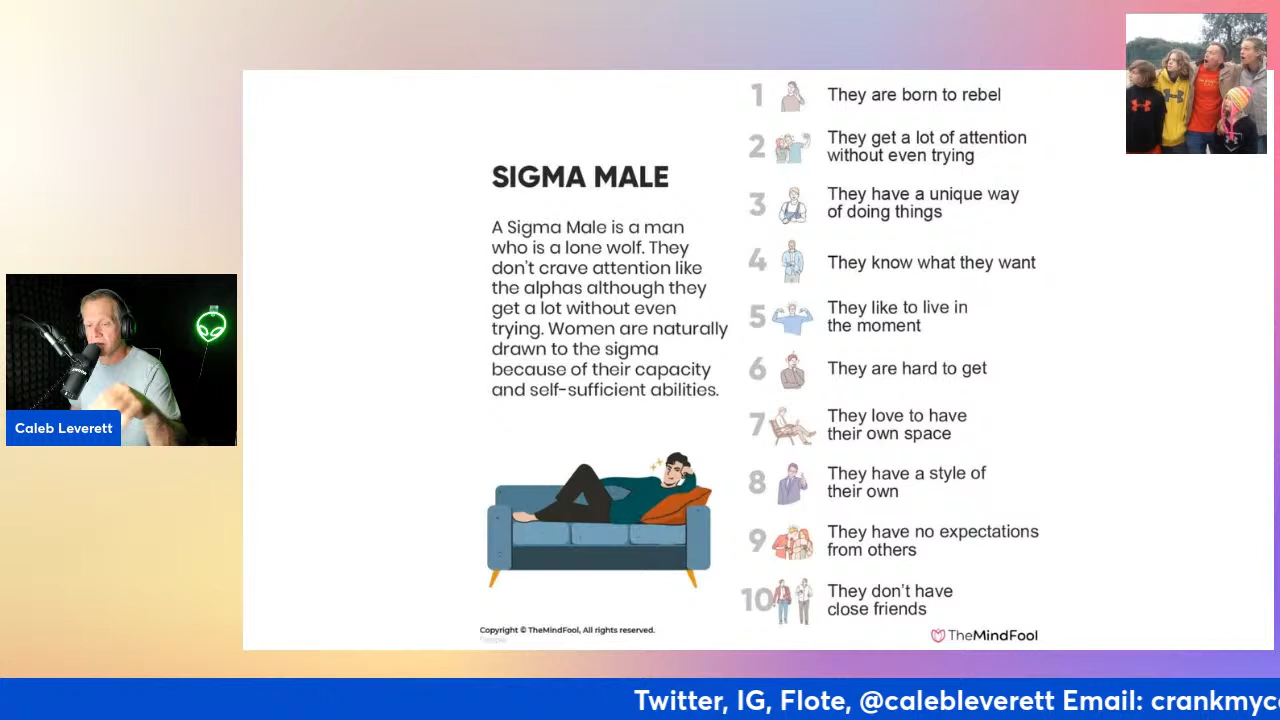 SIGMA MALE
A Sigma Male is a man
who is a lone wolf. They
don't crave attention like
the alphas although they
get a lot without even
trying. Women are naturally
drawn to the sigma
because of their capacity
and self-sufficient abilities.
Copyright © TheMindFool, All rights reserved.
1
They are born to rebel
2
They get a lot of attention
without even trying
3
They have a unique way
of doing things
4
They know what they want
5
They like to live in
the moment
6
They are hard to get
7
They love to have
their own space
8
They have a style of
their own
9
They have no expectations
from others
10
They don't have
close friends
TheMindFool
Caleb Leverett
Twitter, IG, Flote, @calebleverett Email: crankmyc